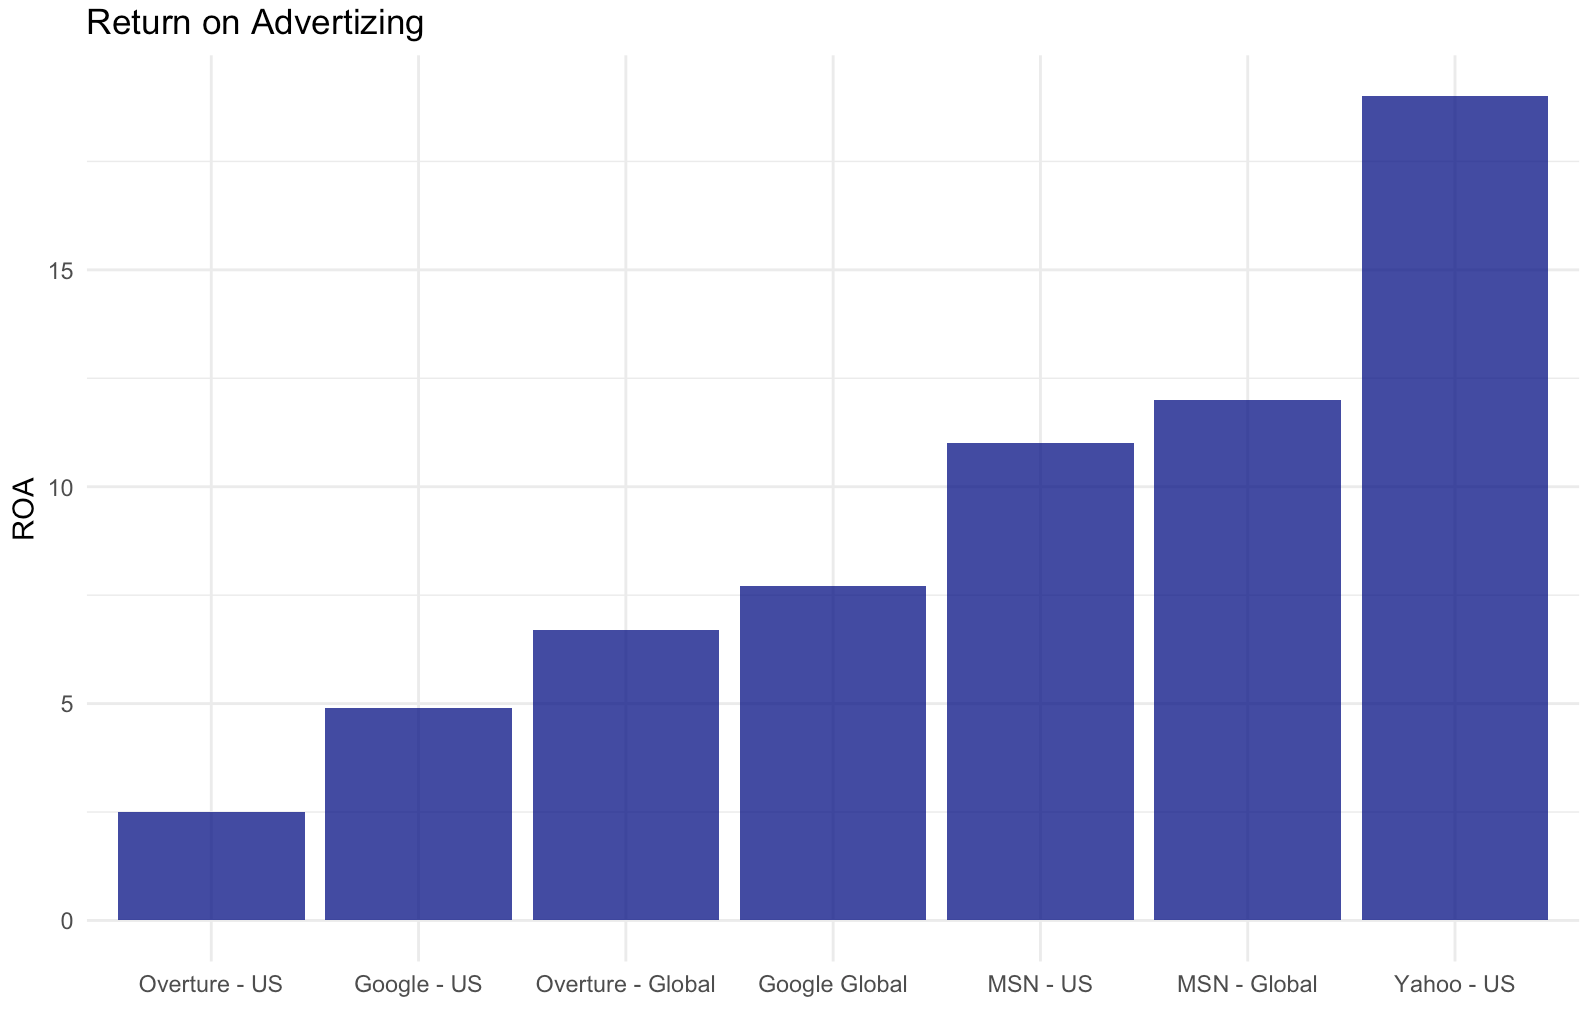 Return on Advertizing
ROA
15
10
5
0
Overture - US
Google - US
Overture - Global
Google Global
MSN - US
MSN - Global
Yahoo - US